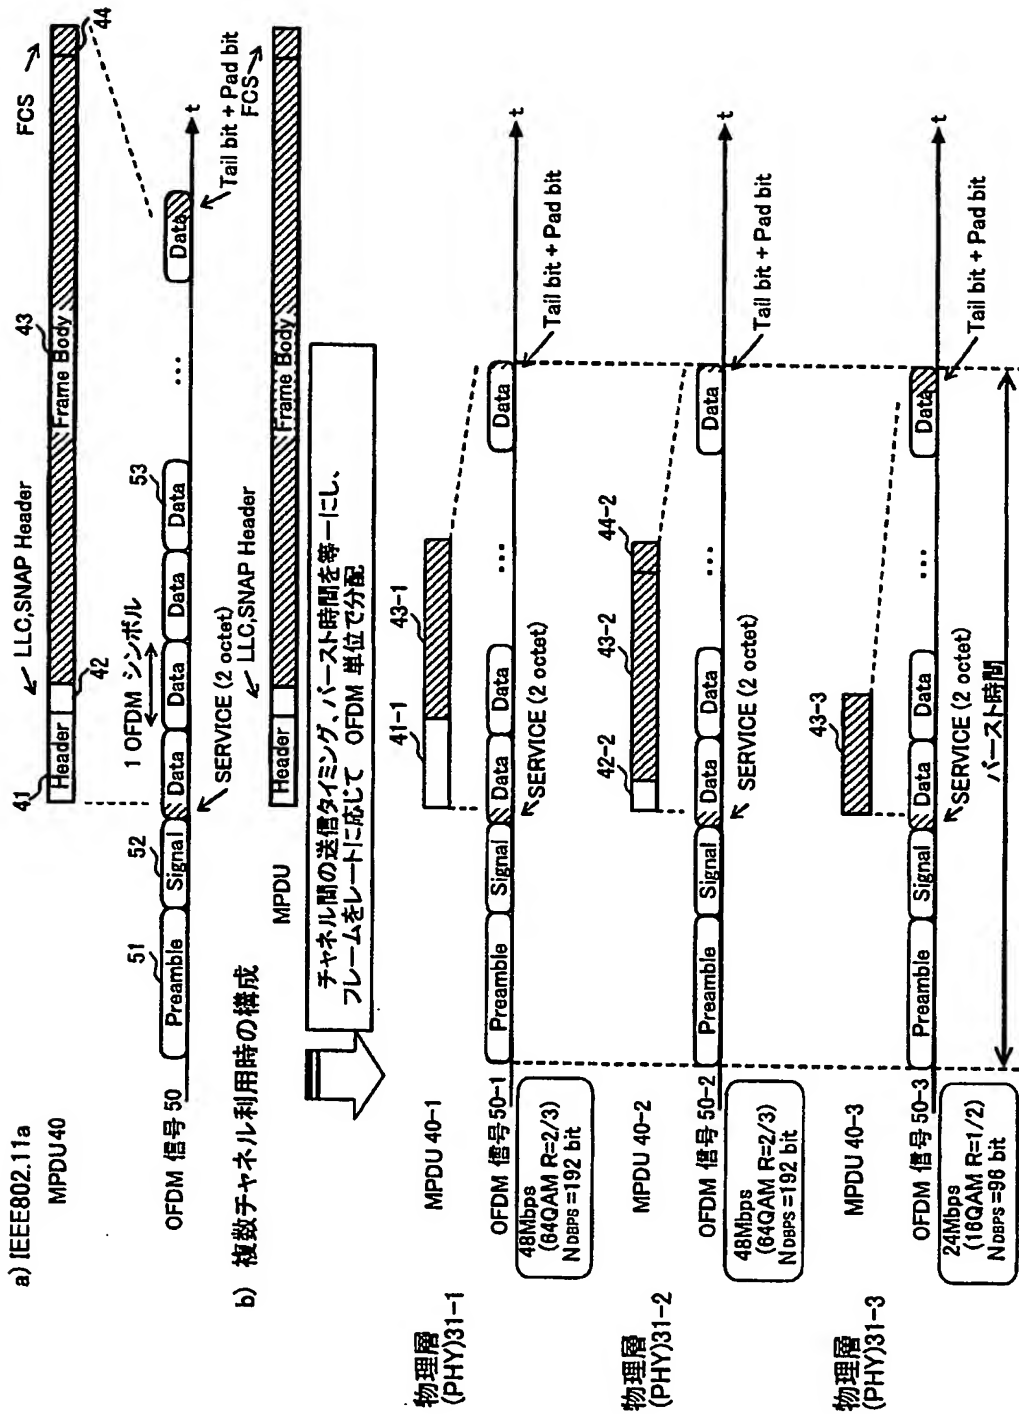 a) IEEE802.11a
MPDU40
41
Header
LLC,SNAP Header
42
43
Frame Body
FCS
44
1 OFDM シンボル
OFDM 信号 50
51
Preamble
52
Signal
Data
Data
Data
53
Data
...
Data
t
SERVICE (2 octet)
Tail bit + Pad bit
b) 複数チャネル利用時の構成
MPDU
Header
LLC,SNAP Header
Frame Body
FCS
チャネル間の送信タイミング、バースト時間を等一にし、
フレームをレートに応じて OFDM 単位で分配
物理層
(PHY)31-1
MPDU 40-1
41-1
43-1
OFDM 信号 50-1
Preamble
Signal
Data
Data
...
Data
t
48Mbps
(64QAM R=2/3)
NDBPS =192 bit
SERVICE (2 octet)
Tail bit + Pad bit
物理層
(PHY)31-2
MPDU 40-2
42-2
43-2
44-2
OFDM 信号 50-2
Preamble
Signal
Data
Data
...
Data
t
48Mbps
(64QAM R=2/3)
NDBPS =192 bit
SERVICE (2 octet)
Tail bit + Pad bit
物理層
(PHY)31-3
MPDU 40-3
43-3
OFDM 信号 50-3
Preamble
Signal
Data
Data
...
Data
t
24Mbps
(16QAM R=1/2)
NDBPS =98 bit
SERVICE (2 octet)
Tail bit + Pad bit
バースト時間